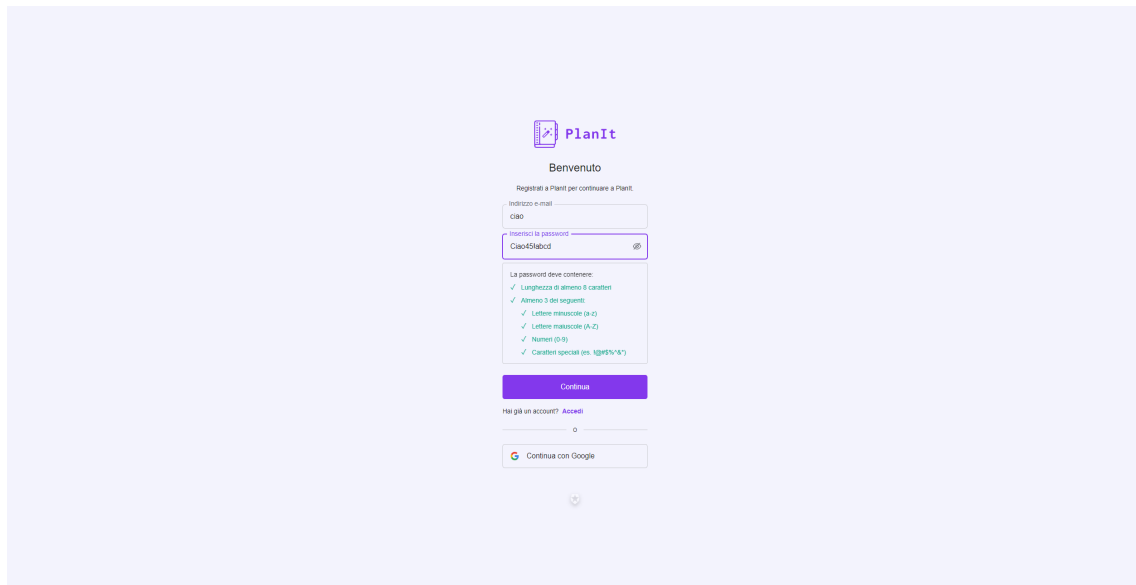 PlanIt
Benvenuto
Registrati a PlanIt per continuare a PlanIt.
Indirizzo e-mail
ciao
Inserisci la password
Ciao45!abcd
La password deve contenere:
✓ Lunghezza di almeno 8 caratteri
✓ Almeno 3 dei seguenti:
✓ Lettere minuscole (a-z)
✓ Lettere maiuscole (A-Z)
✓ Numeri (0-9)
✓ Caratteri speciali (es. !@#$%^&*)
Continua
Hai già un account? Accedi
O
Continua con Google